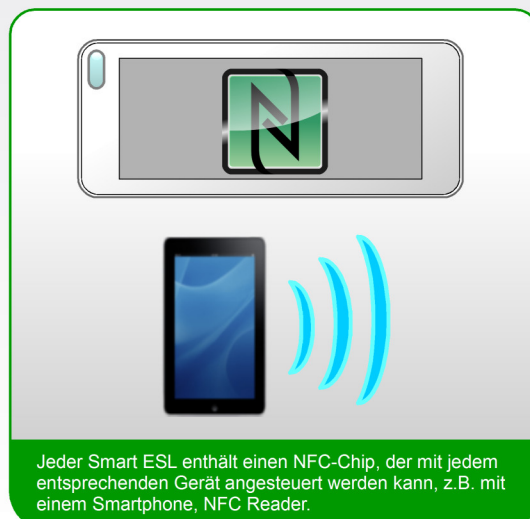 Jeder Smart ESL enthält einen NFC-Chip, der mit jedem
entsprechenden Gerät angesteuert werden kann, z.B. mit
einem Smartphone, NFC Reader.